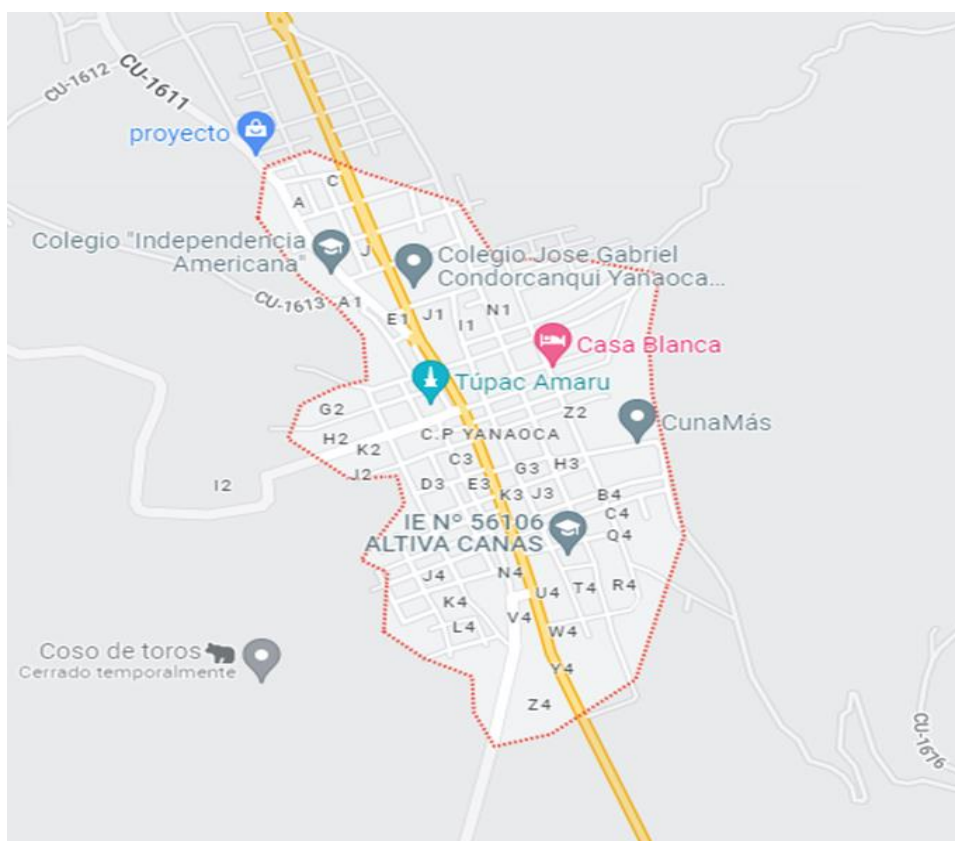 CU-1612
CU-1611
proyecto
C
A
Colegio "Independencia
Americana"
J
Colegio Jose Gabriel
Condorcanqui Yanaoca...
CU-1613
A1
E1
J1
I1
N1
Casa Blanca
Túpac Amaru
G2
Z2
CunaMás
H2
K2
C.P YANAOCA
J2
I2
C3
D3
E3
G3
H3
K3
J3
B4
C4
Q4
IE Nº 56106
ALTIVA CANAS
J4
N4
K4
L4
U4
T4
R4
V4
W4
Y4
Z4
Coso de toros
Cerrado temporalmente
CU-1676